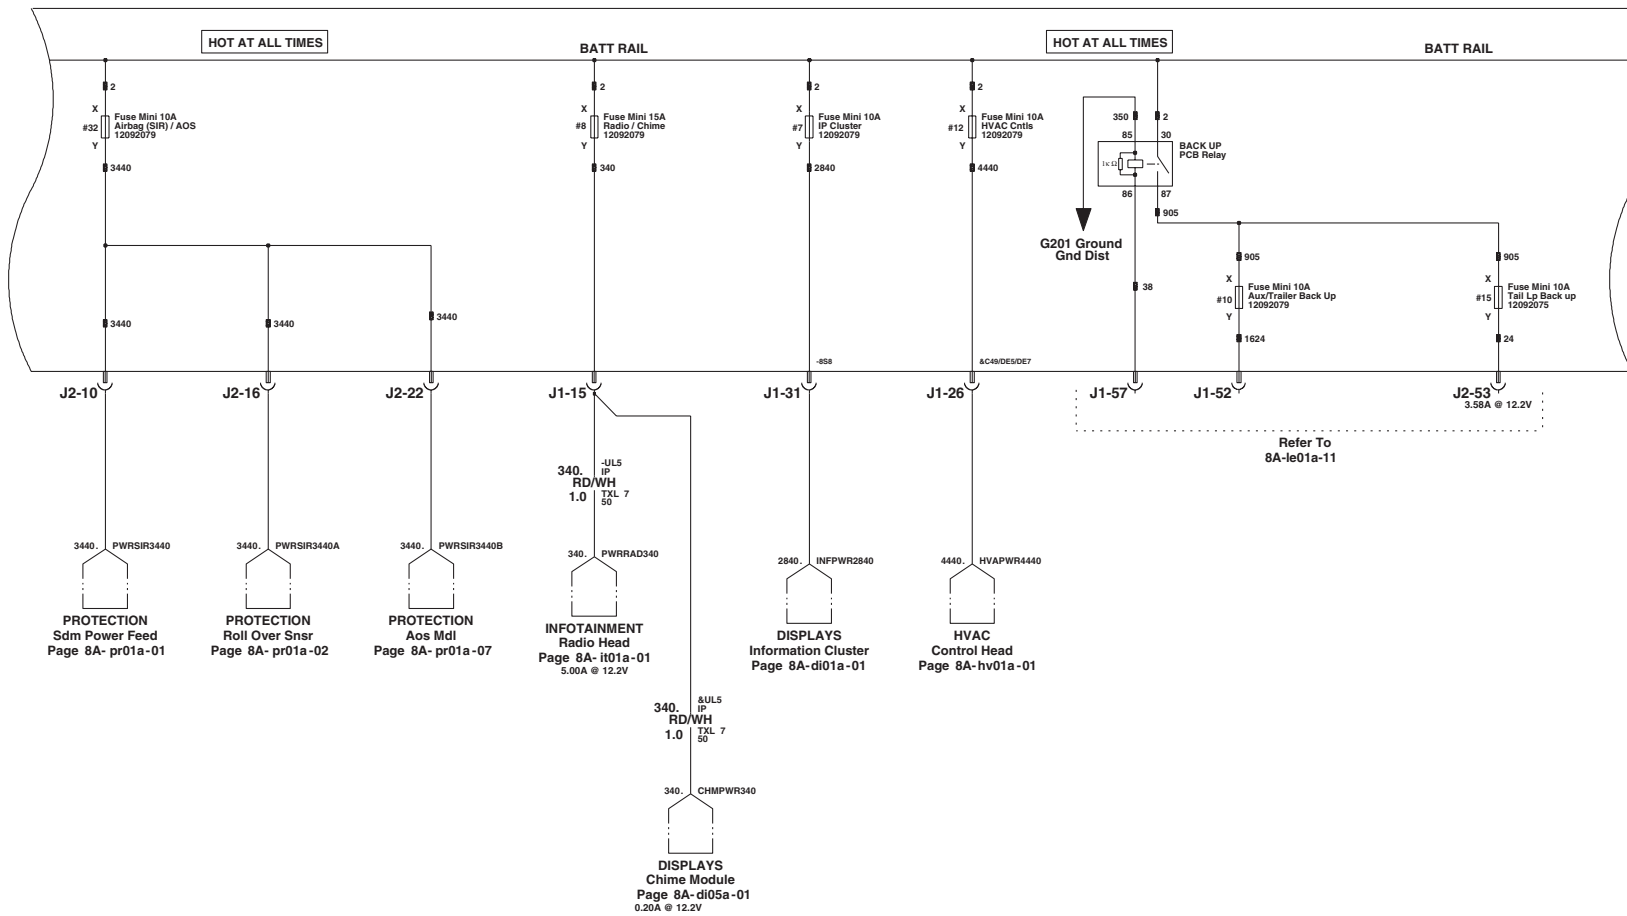 HOT AT ALL TIMES
BATT RAIL
HOT AT ALL TIMES
BATT RAIL
2
X
#32
Y
Fuse Mini 10A
Airbag (SIR) / AOS
12092079
3440
2
X
#8
Y
Fuse Mini 15A
Radio / Chime
12092079
340
2
X
#7
Y
Fuse Mini 10A
IP Cluster
12092079
2840
2
X
#12
Y
Fuse Mini 10A
HVAC Cntls
12092079
4440
350
2
85
30
1K Ω
BACK UP
PCB Relay
86
87
905
G201 Ground
Gnd Dist
38
905
X
#10
Y
Fuse Mini 10A
Aux/Trailer Back Up
12092079
1624
905
X
#15
Y
Fuse Mini 10A
Tail Lp Back up
12092075
24
3440
3440
3440
-8S8
&C49/DE5/DE7
J2-10
J2-16
J2-22
J1-15
J1-31
J1-26
J1-57
J1-52
J2-53
3.58A @ 12.2V
Refer To
8A-le01a-11
340.
RD/WH
1.0
-UL5
IP
TXL 7
50
3440.
PWRSIR3440
3440.
PWRSIR3440A
3440.
PWRSIR3440B
340.
PWRRAD340
2840.
INFPWR2840
4440.
HVAPWR4440
PROTECTION
Sdm Power Feed
Page 8A- pr01a-01
PROTECTION
Roll Over Snsr
Page 8A- pr01a-02
PROTECTION
Aos Mdl
Page 8A- pr01a-07
INFOTAINMENT
Radio Head
Page 8A- it01a-01
5.00A @ 12.2V
DISPLAYS
Information Cluster
Page 8A-di01a-01
HVAC
Control Head
Page 8A-hv01a-01
340.
RD/WH
1.0
&UL5
IP
TXL 7
50
340.
CHMPWR340
DISPLAYS
Chime Module
Page 8A-di05a-01
0.20A @ 12.2V